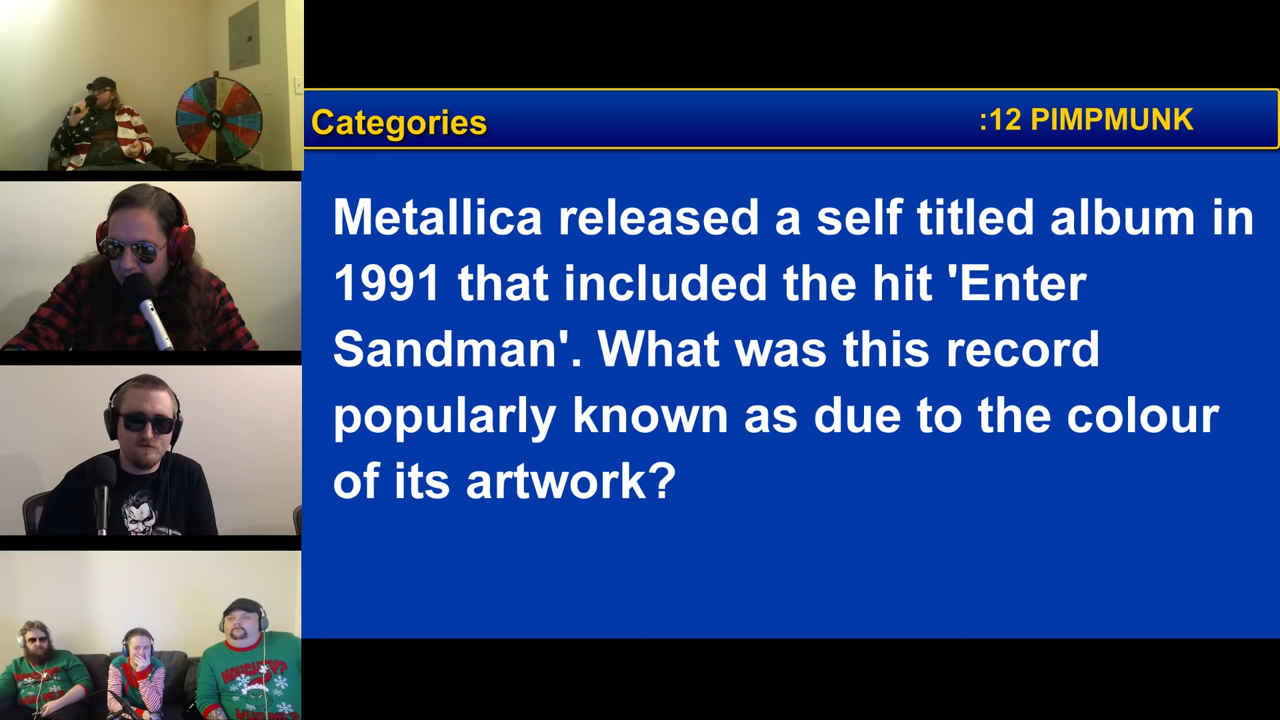 Categories
:12 PIMPMUNK
Metallica released a self titled album in
1991 that included the hit 'Enter
Sandman'. What was this record
popularly known as due to the colour
of its artwork?